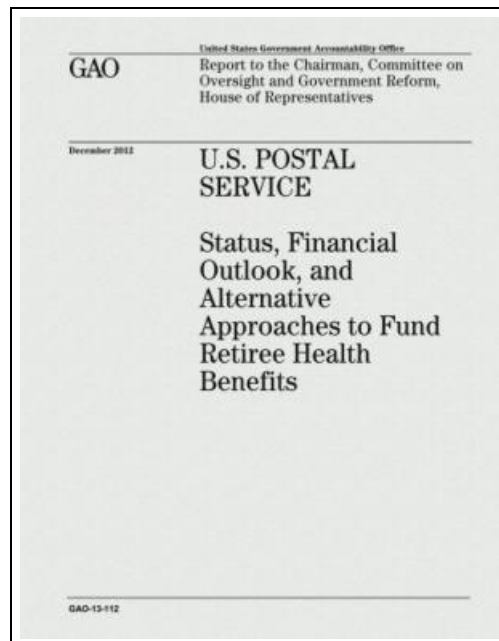 United States Government Accountability Office
GAO
Report to the Chairman, Committee on
Oversight and Government Reform,
House of Representatives
December 2012
U.S. POSTAL
SERVICE
Status, Financial
Outlook, and
Alternative
Approaches to Fund
Retiree Health
Benefits
GAO-13-112